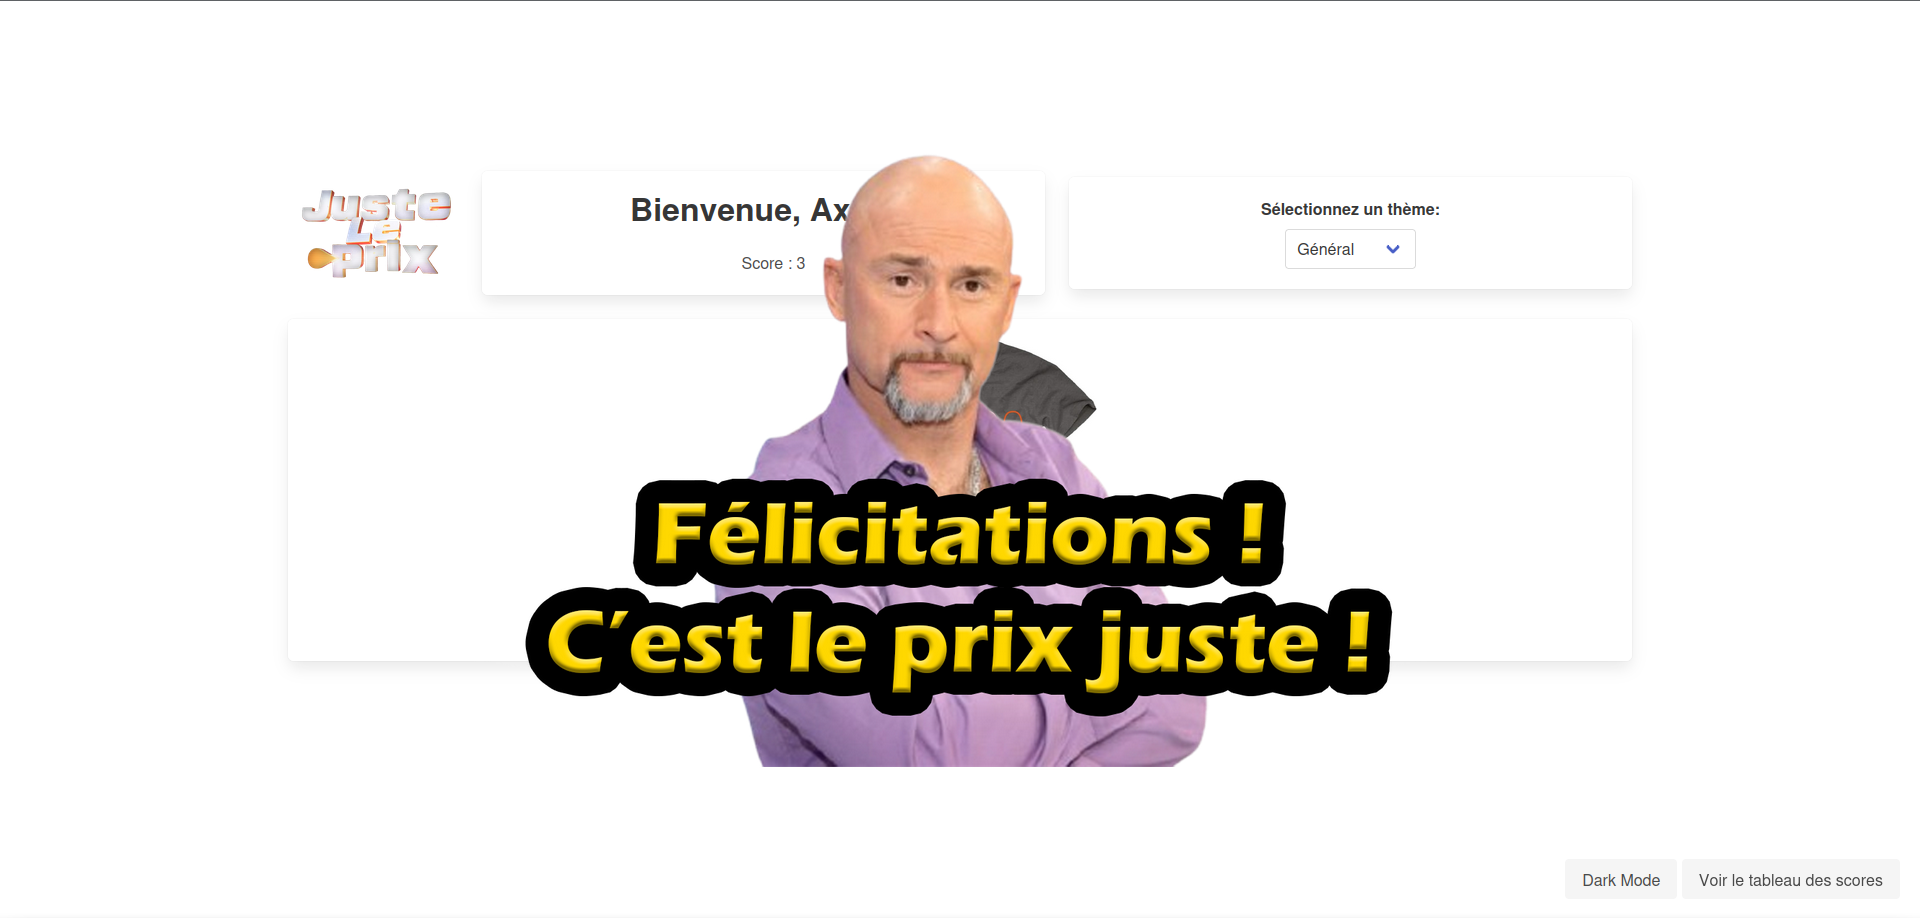 Juste
Le
prix
Bienvenue, Ax
Score : 3
Sélectionnez un thème:
Général
Félicitations !
C'est le prix juste !
Dark Mode
Voir le tableau des scores